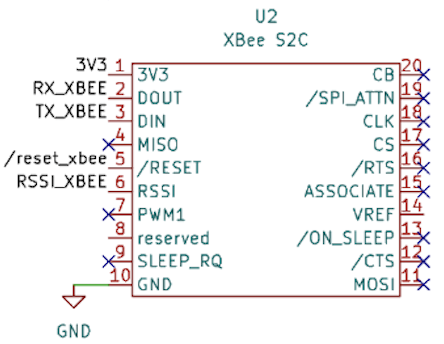 U2
XBee S2C
3V3 1 3V3 CB 20
RX_XBEE 2 DOUT /SPI_ATTN 19
TX_XBEE 3 DIN CLK 18
4 MISO CS 17
/reset_xbee 5 /RESET /RTS 16
RSSI_XBEE 6 RSSI ASSOCIATE 15
7 PWM1 VREF 14
8 reserved /ON_SLEEP 13
9 SLEEP_RQ /CTS 12
10 GND MOSI 11
GND